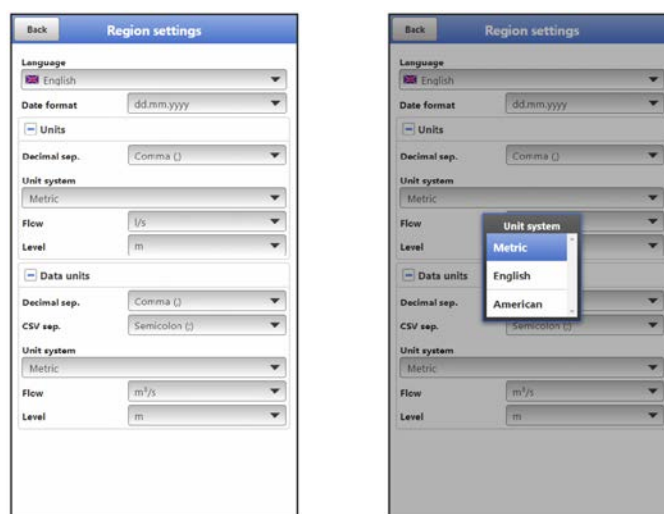 Back Region settings
Language
English
Date format dd.mm.yyyy
Units
Decimal sep. Comma (,)
Unit system
Metric
Flow l/s
Level m
Data units
Decimal sep. Comma (,)
CSV sep. Semicolon (;)
Unit system
Metric
Flow m³/s
Level m
Back Region settings
Language
English
Date format dd.mm.yyyy
Units
Decimal sep. Comma (,)
Unit system
Metric
Flow
Level
Unit system
Metric
English
American
Data units
Decimal sep. Comma (,)
CSV sep. Semicolon (;)
Unit system
Metric
Flow m³/s
Level m